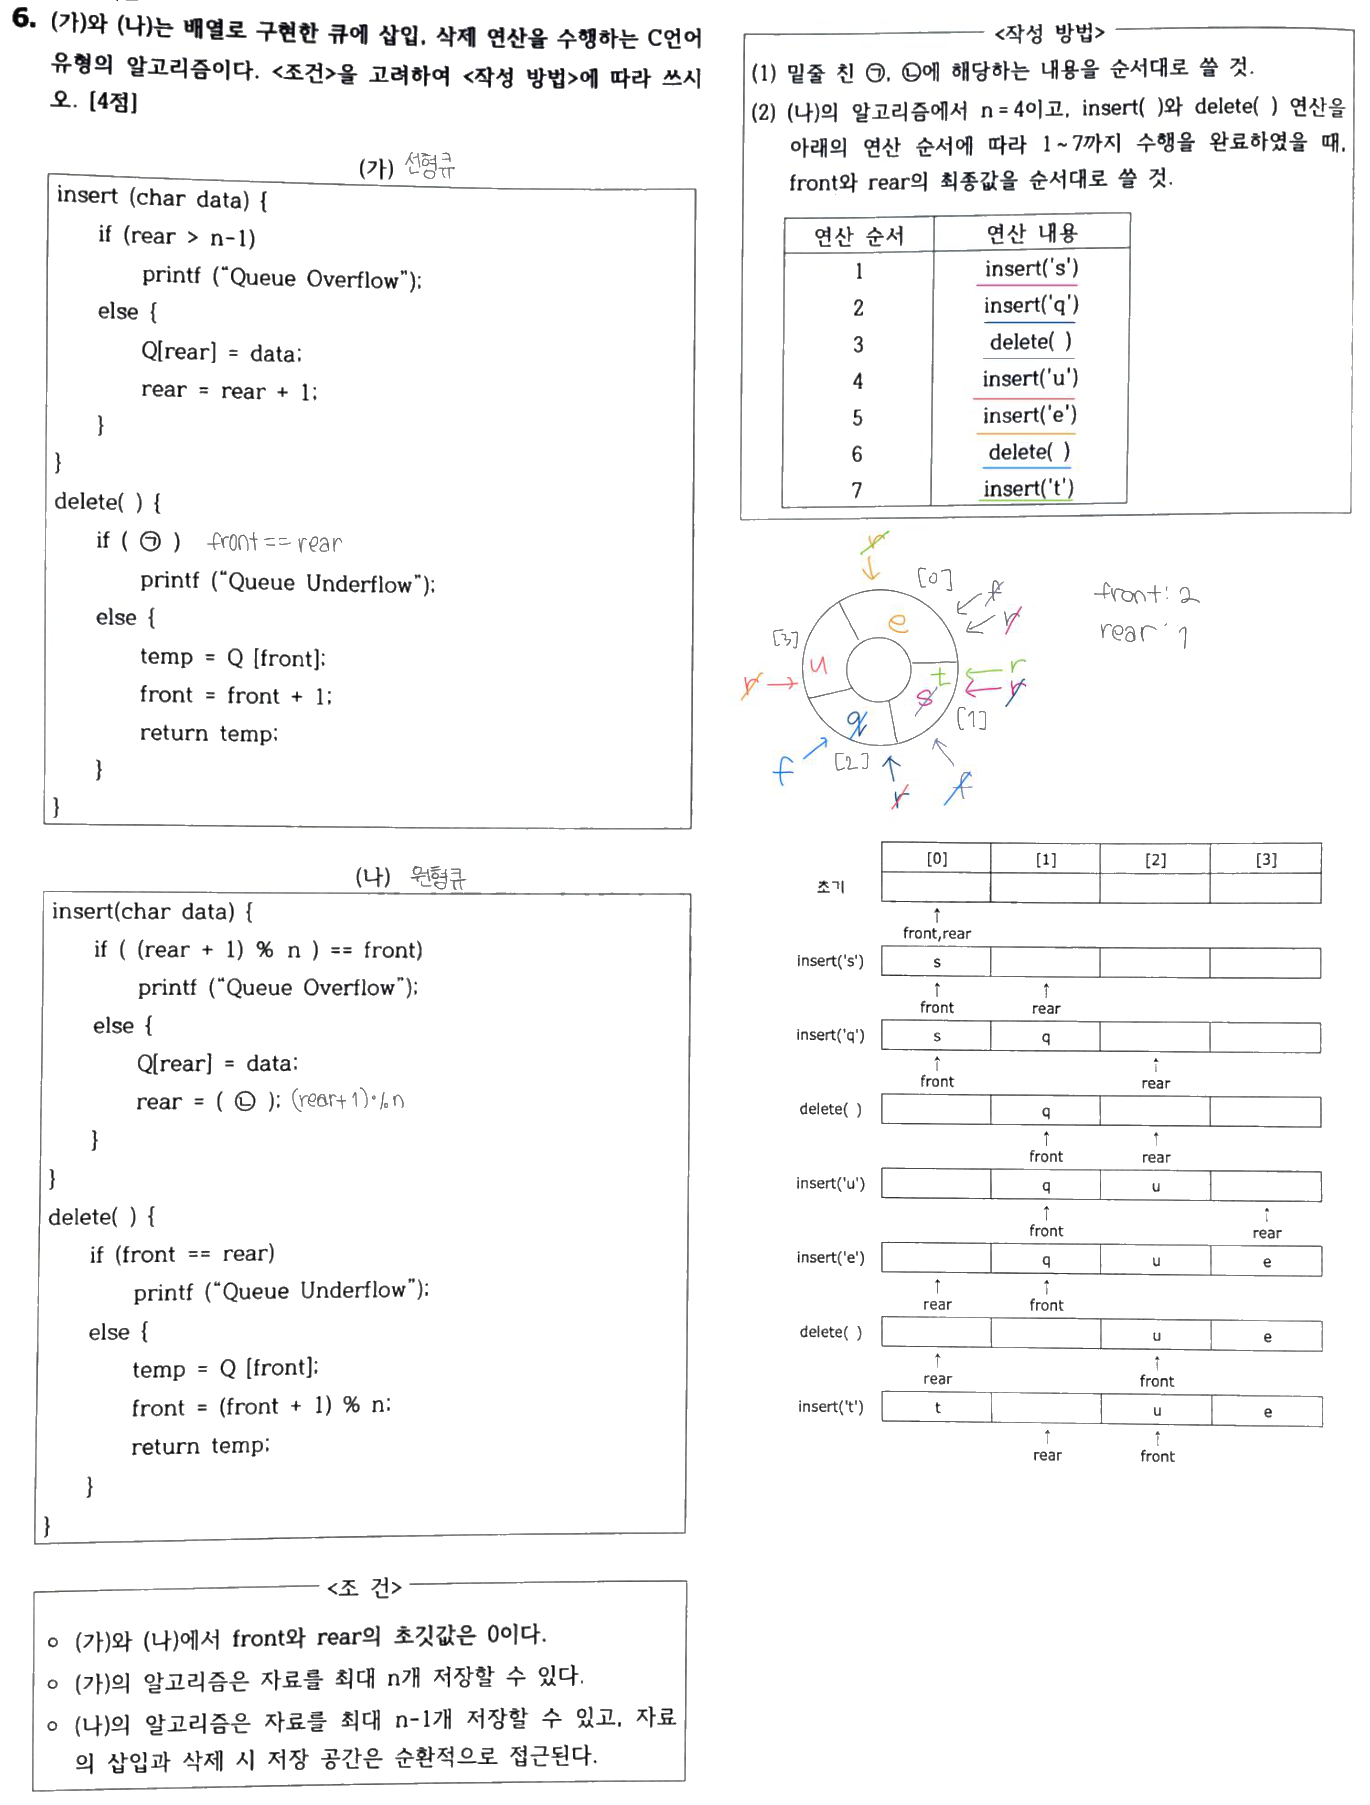 6. (가)와 (나)는 배열로 구현한 큐에 삽입, 삭제 연산을 수행하는 C언어
유형의 알고리즘이다. <조건>을 고려하여 <작성 방법>에 따라 쓰시
오. [4점]
(가) 선형큐
insert (char data) {
if (rear > n-1)
printf ("Queue Overflow");
else {
Q[rear] = data;
rear = rear + 1;
}
}
delete( ) {
if ( ㉠ ) front == rear
printf ("Queue Underflow");
else {
temp = Q [front];
front = front + 1;
return temp;
}
}
(나) 원형큐
insert(char data) {
if ( (rear + 1) % n ) == front)
printf ("Queue Overflow");
else {
Q[rear] = data;
rear = ( ㉡ ); (rear+1)%n
}
}
delete( ) {
if (front == rear)
printf ("Queue Underflow");
else {
temp = Q [front];
front = (front + 1) % n;
return temp;
}
}
<조 건>
○ (가)와 (나)에서 front와 rear의 초깃값은 0이다.
○ (가)의 알고리즘은 자료를 최대 n개 저장할 수 있다.
○ (나)의 알고리즘은 자료를 최대 n-1개 저장할 수 있고, 자료
의 삽입과 삭제 시 저장 공간은 순환적으로 접근된다.
<작성 방법>
(1) 밑줄 친 ㉠, ㉡에 해당하는 내용을 순서대로 쓸 것.
(2) (나)의 알고리즘에서 n = 4이고, insert( )와 delete( ) 연산을
아래의 연산 순서에 따라 1 ~ 7까지 수행을 완료하였을 때,
front와 rear의 최종값을 순서대로 쓸 것.
연산 순서 연산 내용
1 insert('s')
2 insert('q')
3 delete( )
4 insert('u')
5 insert('e')
6 delete( )
7 insert('t')
r
[0]
f
r
e
[3]
u
r
t
r
s
r
[1]
q
f
[2]
r
f
front: 2
rear: 1
[0] [1] [2] [3]
초기
front,rear
insert('s') s
front rear
insert('q') s q
front rear
delete( ) q
front rear
insert('u') q u
front rear
insert('e') q u e
rear front
delete( ) u e
rear front
insert('t') t u e
rear front